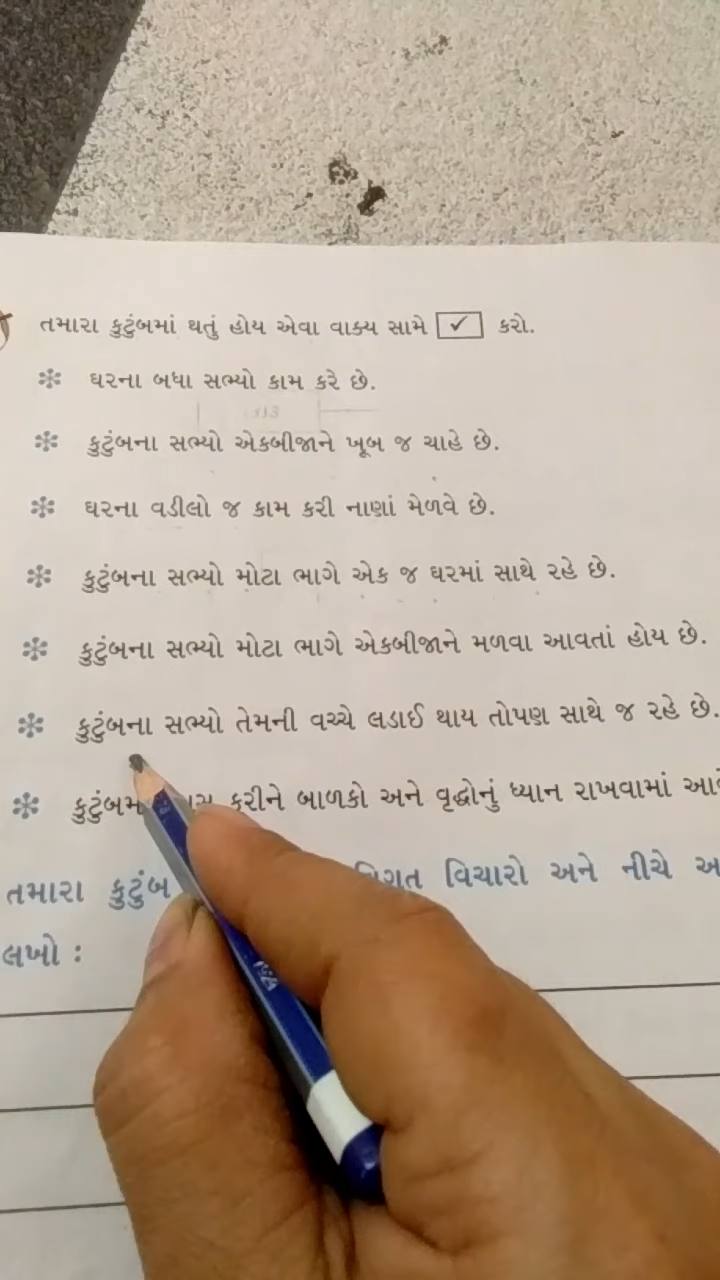 તમારા કુટુંબમાં થતું હોય એવા વાક્ય સામે ✓ કરો.
* ઘરના બધા સભ્યો કામ કરે છે.
* કુટુંબના સભ્યો એકબીજાને ખૂબ જ ચાહે છે.
* ઘરના વડીલો જ કામ કરી નાણાં મેળવે છે.
* કુટુંબના સભ્યો મોટા ભાગે એક જ ઘરમાં સાથે રહે છે.
* કુટુંબના સભ્યો મોટા ભાગે એકબીજાને મળવા આવતાં હોય છે.
* કુટુંબના સભ્યો તેમની વચ્ચે લડાઈ થાય તોપણ સાથે જ રહે છે.
* કરીને બાળકો અને વૃદ્ધોનું ધ્યાન રાખવામાં
તમારા કુટુંબ વિચારો અને નીચે
લખો :